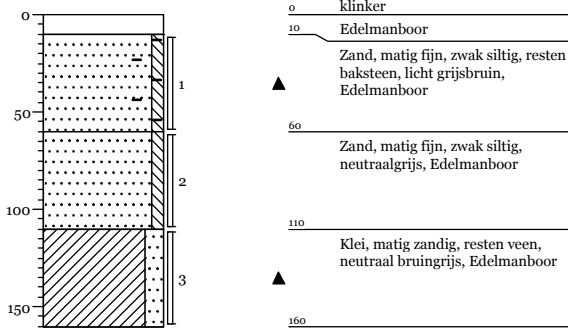 0
50
100
150
1
2
3
0
klinker
10
Edelmanboor
Zand, matig fijn, zwak siltig, resten
baksteen, licht grijsbruin,
Edelmanboor
60
Zand, matig fijn, zwak siltig,
neutraalgrijs, Edelmanboor
110
Klei, matig zandig, resten veen,
neutraal bruingrijs, Edelmanboor
160